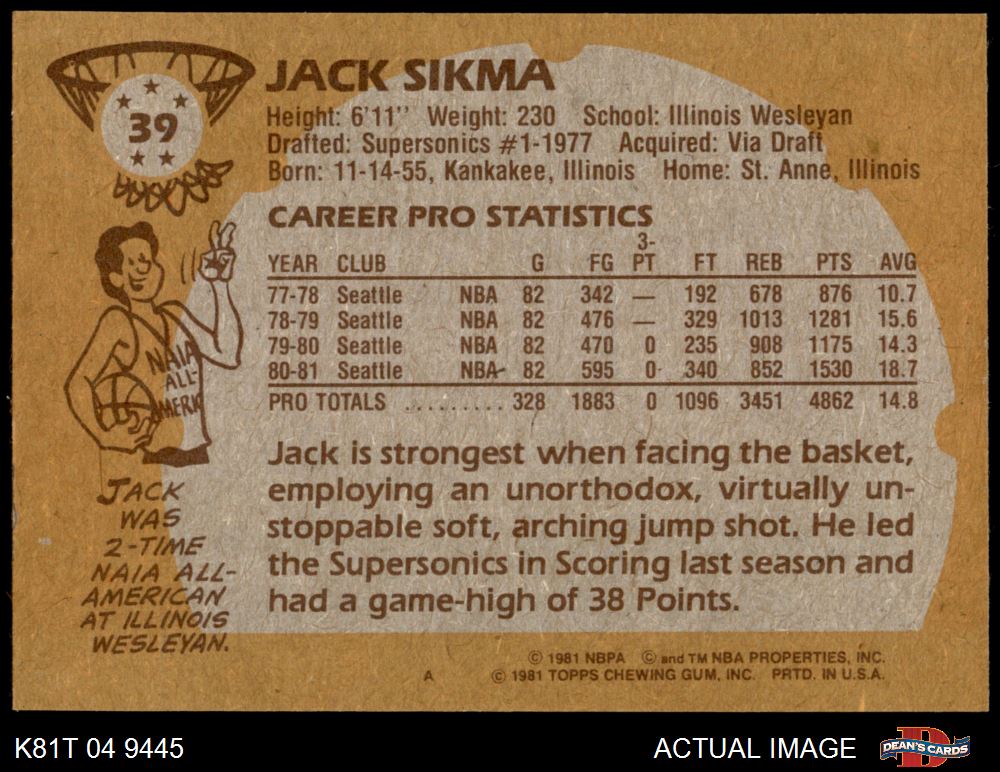 39
JACK SIKMA
Height: 6'11" Weight: 230 School: Illinois Wesleyan
Drafted: Supersonics #1-1977 Acquired: Via Draft
Born: 11-14-55, Kankakee, Illinois Home: St. Anne, Illinois
CAREER PRO STATISTICS
3-
YEAR CLUB G FG PT FT REB PTS AVG
77-78 Seattle NBA 82 342 — 192 678 876 10.7
78-79 Seattle NBA 82 476 — 329 1013 1281 15.6
79-80 Seattle NBA 82 470 0 235 908 1175 14.3
80-81 Seattle NBA 82 595 0 340 852 1530 18.7
PRO TOTALS .......... 328 1883 0 1096 3451 4862 14.8
NAIA
ALL-
AMERI
Jack is strongest when facing the basket,
employing an unorthodox, virtually un-
stoppable soft, arching jump shot. He led
the Supersonics in Scoring last season and
had a game-high of 38 Points.
JACK
WAS
2-TIME
NAIA ALL-
AMERICAN
AT ILLINOIS
WESLEYAN.
© 1981 NBPA © and TM NBA PROPERTIES, INC.
A © 1981 TOPPS CHEWING GUM, INC. PRTD. IN U.S.A.
K81T 04 9445 ACTUAL IMAGE D DEAN'S CARDS